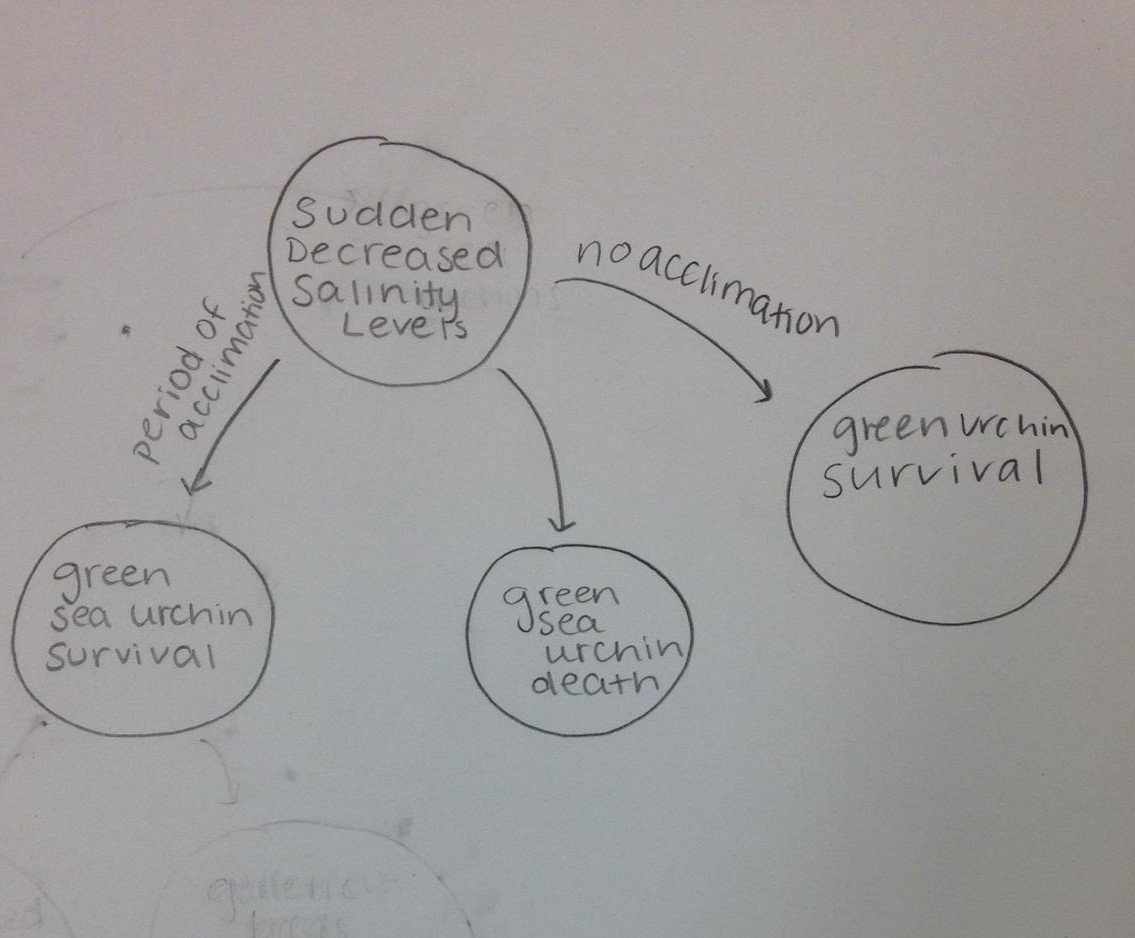 Sudden
Decreased
Salinity
Levels
period of
acclimation
no acclimation
green urchin
survival
green
sea urchin
survival
green
sea
urchin
death